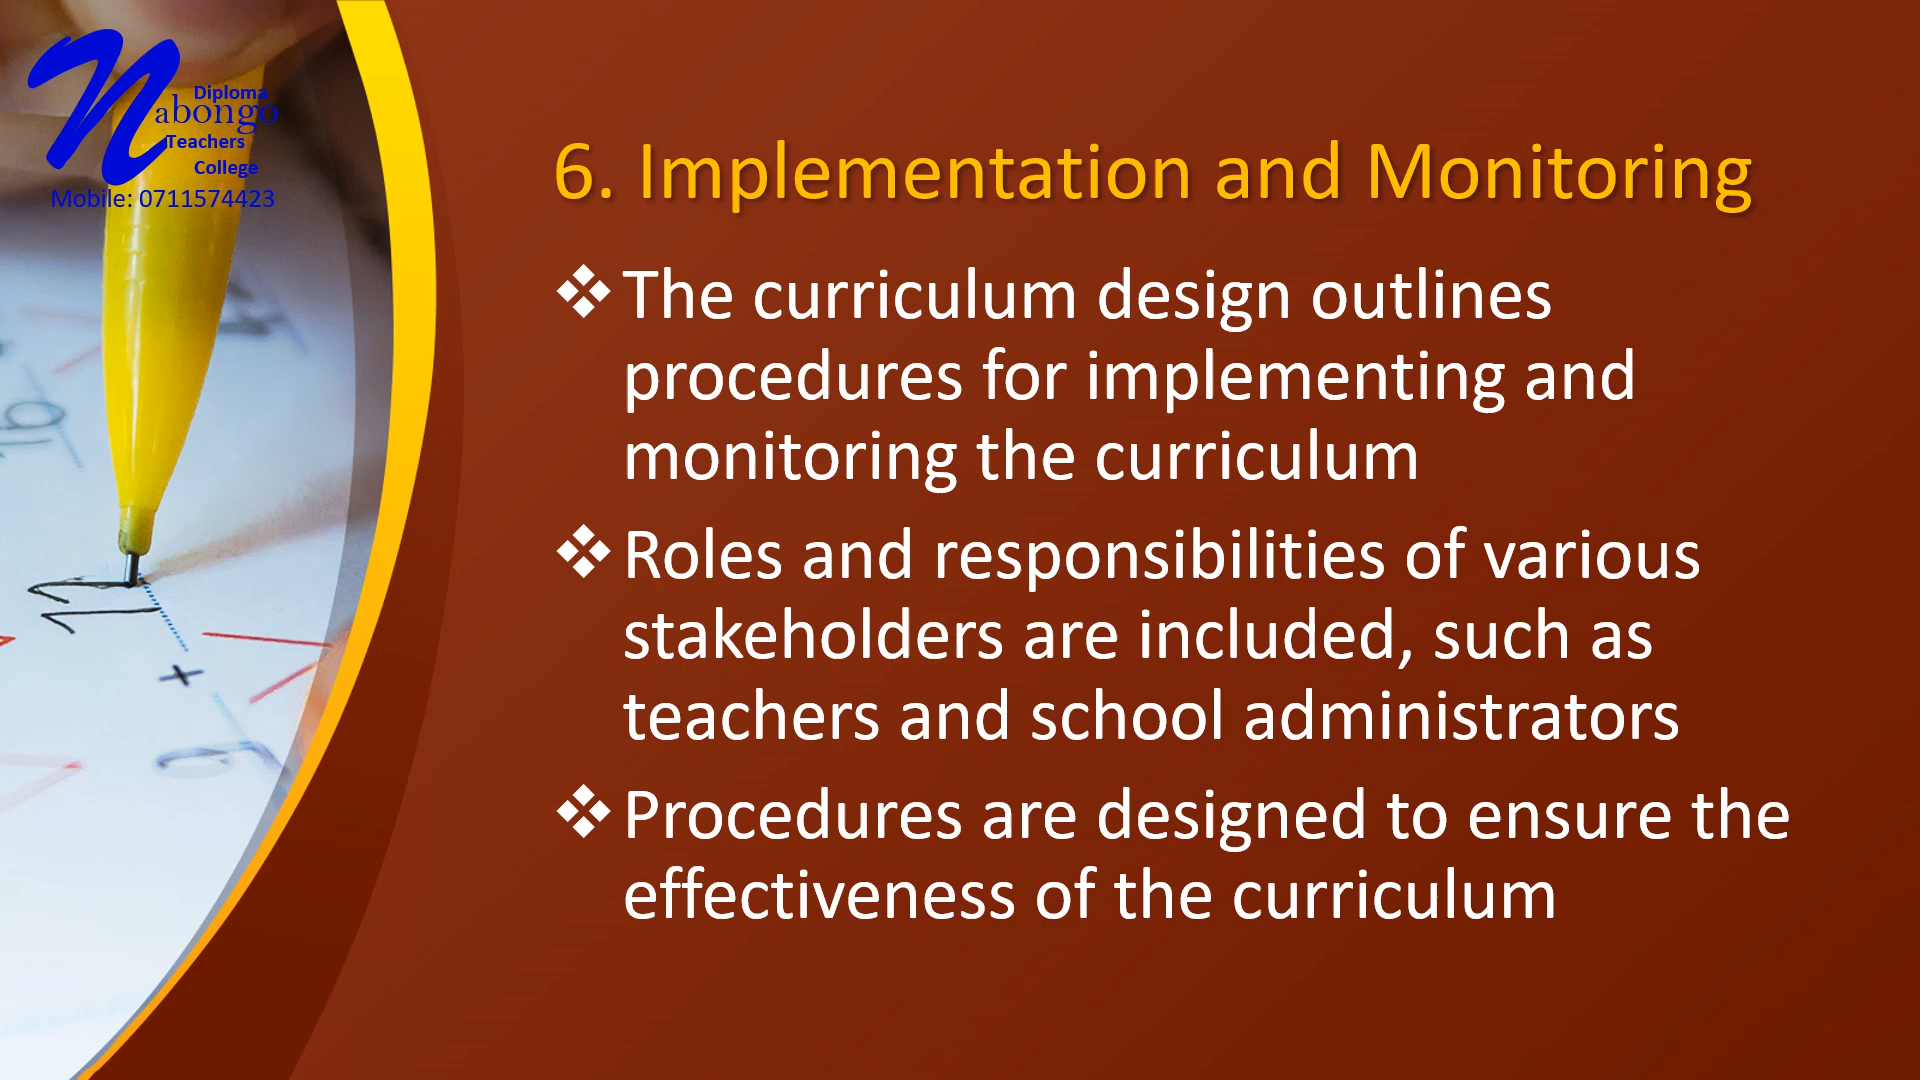 Diploma
Nabongo
Teachers
College
Mobile: 0711574423
6. Implementation and Monitoring
❖ The curriculum design outlines
procedures for implementing and
monitoring the curriculum
❖ Roles and responsibilities of various
stakeholders are included, such as
teachers and school administrators
❖ Procedures are designed to ensure the
effectiveness of the curriculum